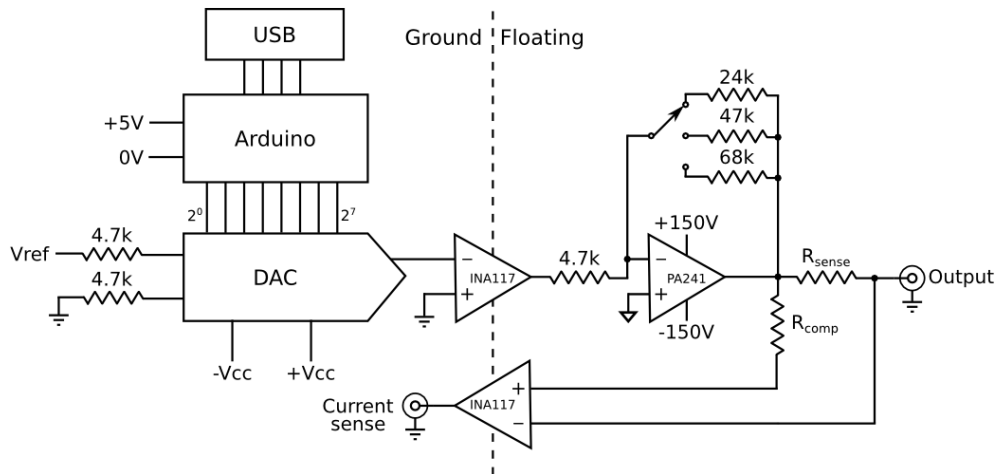 USB
Ground
Floating
Arduino
+5V
0V
2⁰
2⁷
Vref
4.7k
4.7k
DAC
-Vcc
+Vcc
−
INA117
+
4.7k
24k
47k
68k
+150V
−
PA241
+
-150V
Rsense
Output
Rcomp
Current
sense
+
INA117
−